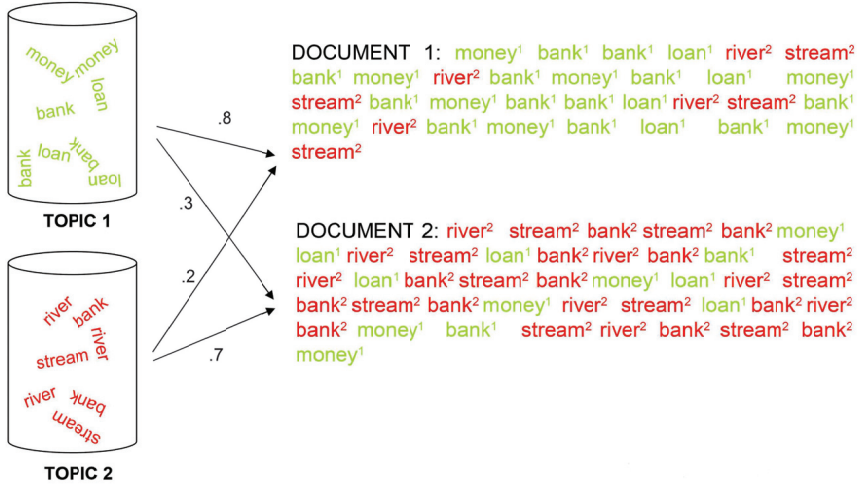 money money
loan
bank
loan
bank
bank
loan
TOPIC 1
river
bank
river
stream
river
bank
stream
TOPIC 2
.8
.3
.2
.7
DOCUMENT 1: money¹ bank¹ bank¹ loan¹ river² stream²
bank¹ money¹ river² bank¹ money¹ bank¹ loan¹ money¹
stream² bank¹ money¹ bank¹ bank¹ loan¹ river² stream² bank¹
money¹ river² bank¹ money¹ bank¹ loan¹ bank¹ money¹
stream²
DOCUMENT 2: river² stream² bank² stream² bank² money¹
loan¹ river² stream² loan¹ bank² river² bank² bank¹ stream²
river² loan¹ bank² stream² bank² money¹ loan¹ river² stream²
bank² stream² bank² money¹ river² stream² loan¹ bank² river²
bank² money¹ bank¹ stream² river² bank² stream² bank²
money¹